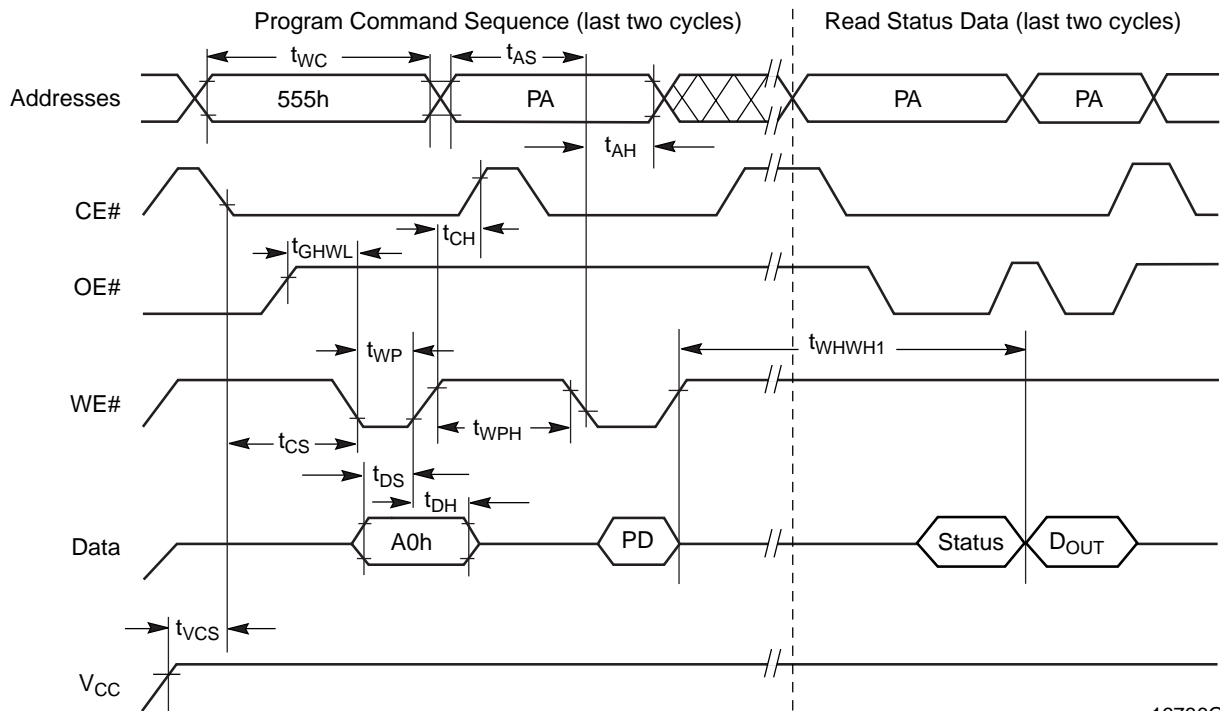 Program Command Sequence (last two cycles)
Read Status Data (last two cycles)
tWC
tAS
Addresses
555h
PA
PA
PA
tAH
CE#
tGHWL
tCH
OE#
tWP
tWHWH1
WE#
tCS
tWPH
tDS
tDH
Data
A0h
PD
Status
DOUT
tVCS
VCC